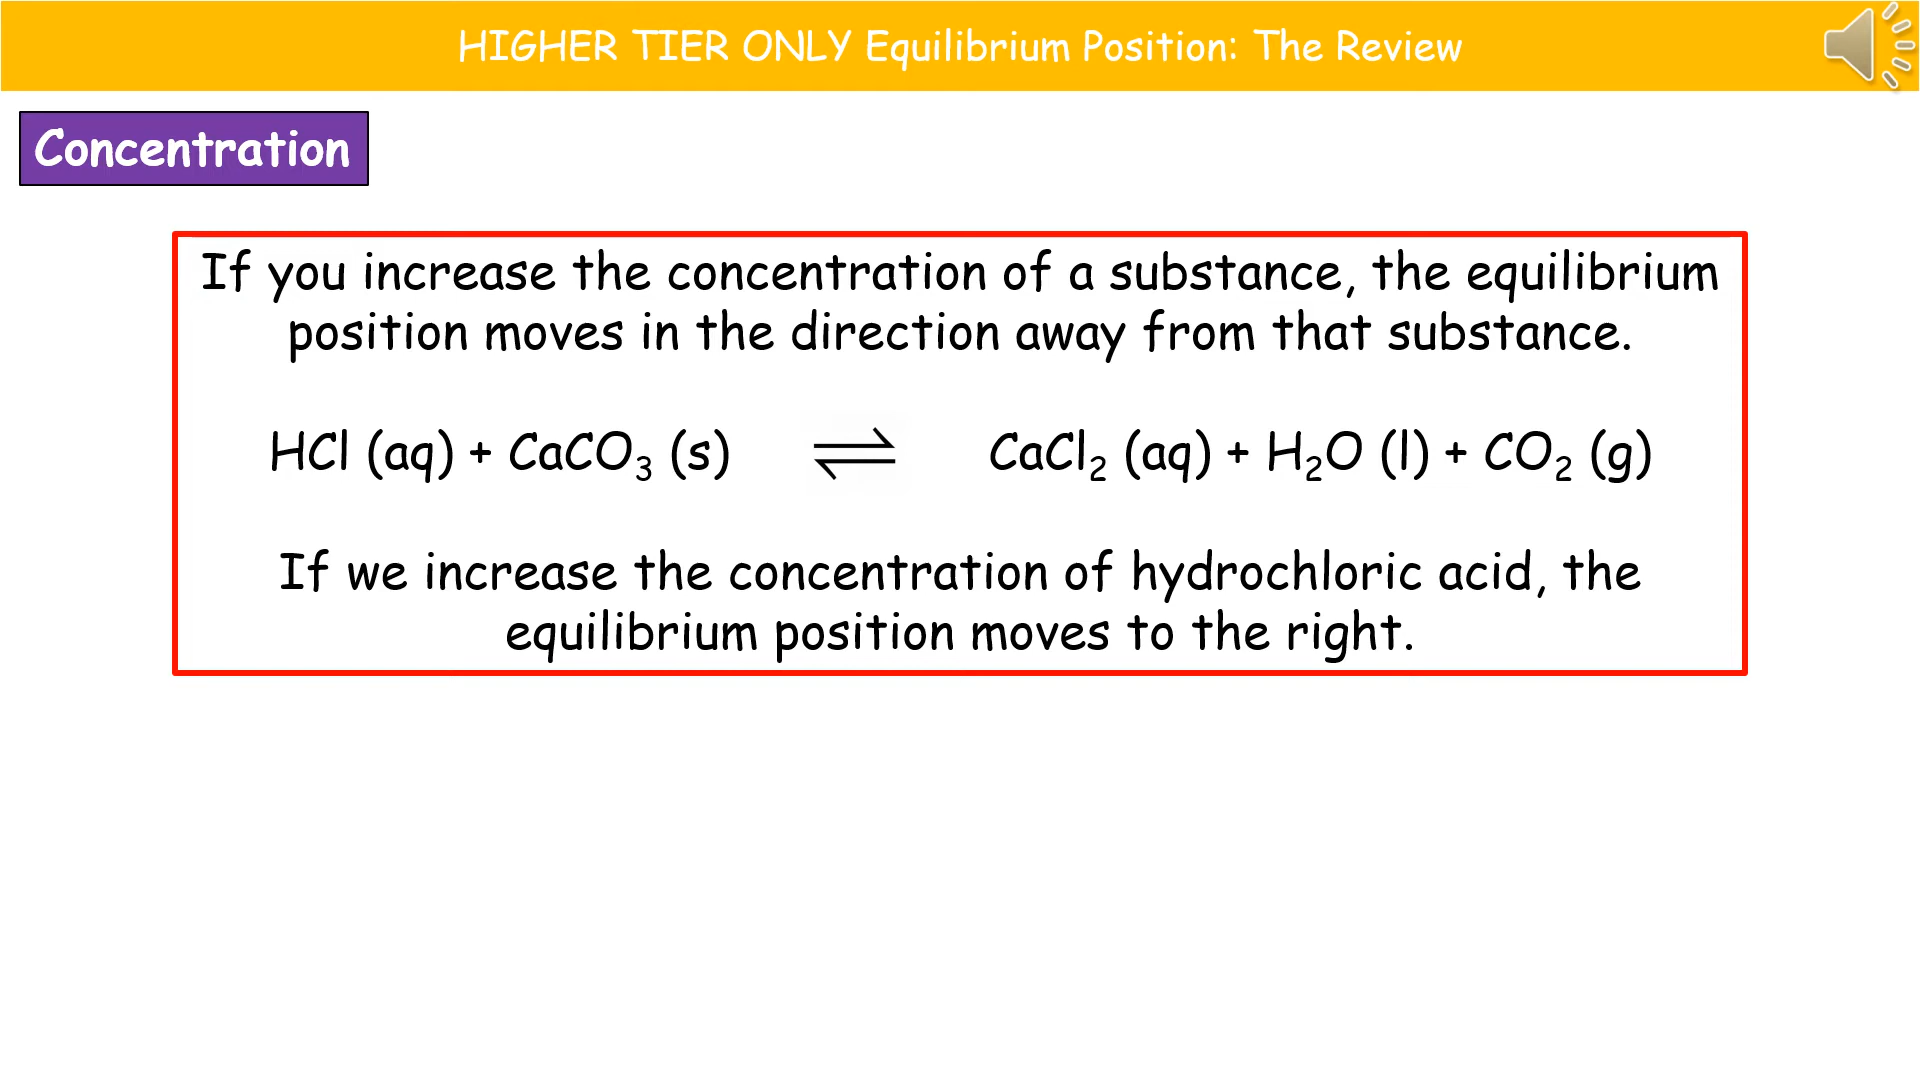 HIGHER TIER ONLY Equilibrium Position: The Review
Concentration
If you increase the concentration of a substance, the equilibrium
position moves in the direction away from that substance.
HCl (aq) + CaCO₃ (s) ⇌ CaCl₂ (aq) + H₂O (l) + CO₂ (g)
If we increase the concentration of hydrochloric acid, the
equilibrium position moves to the right.